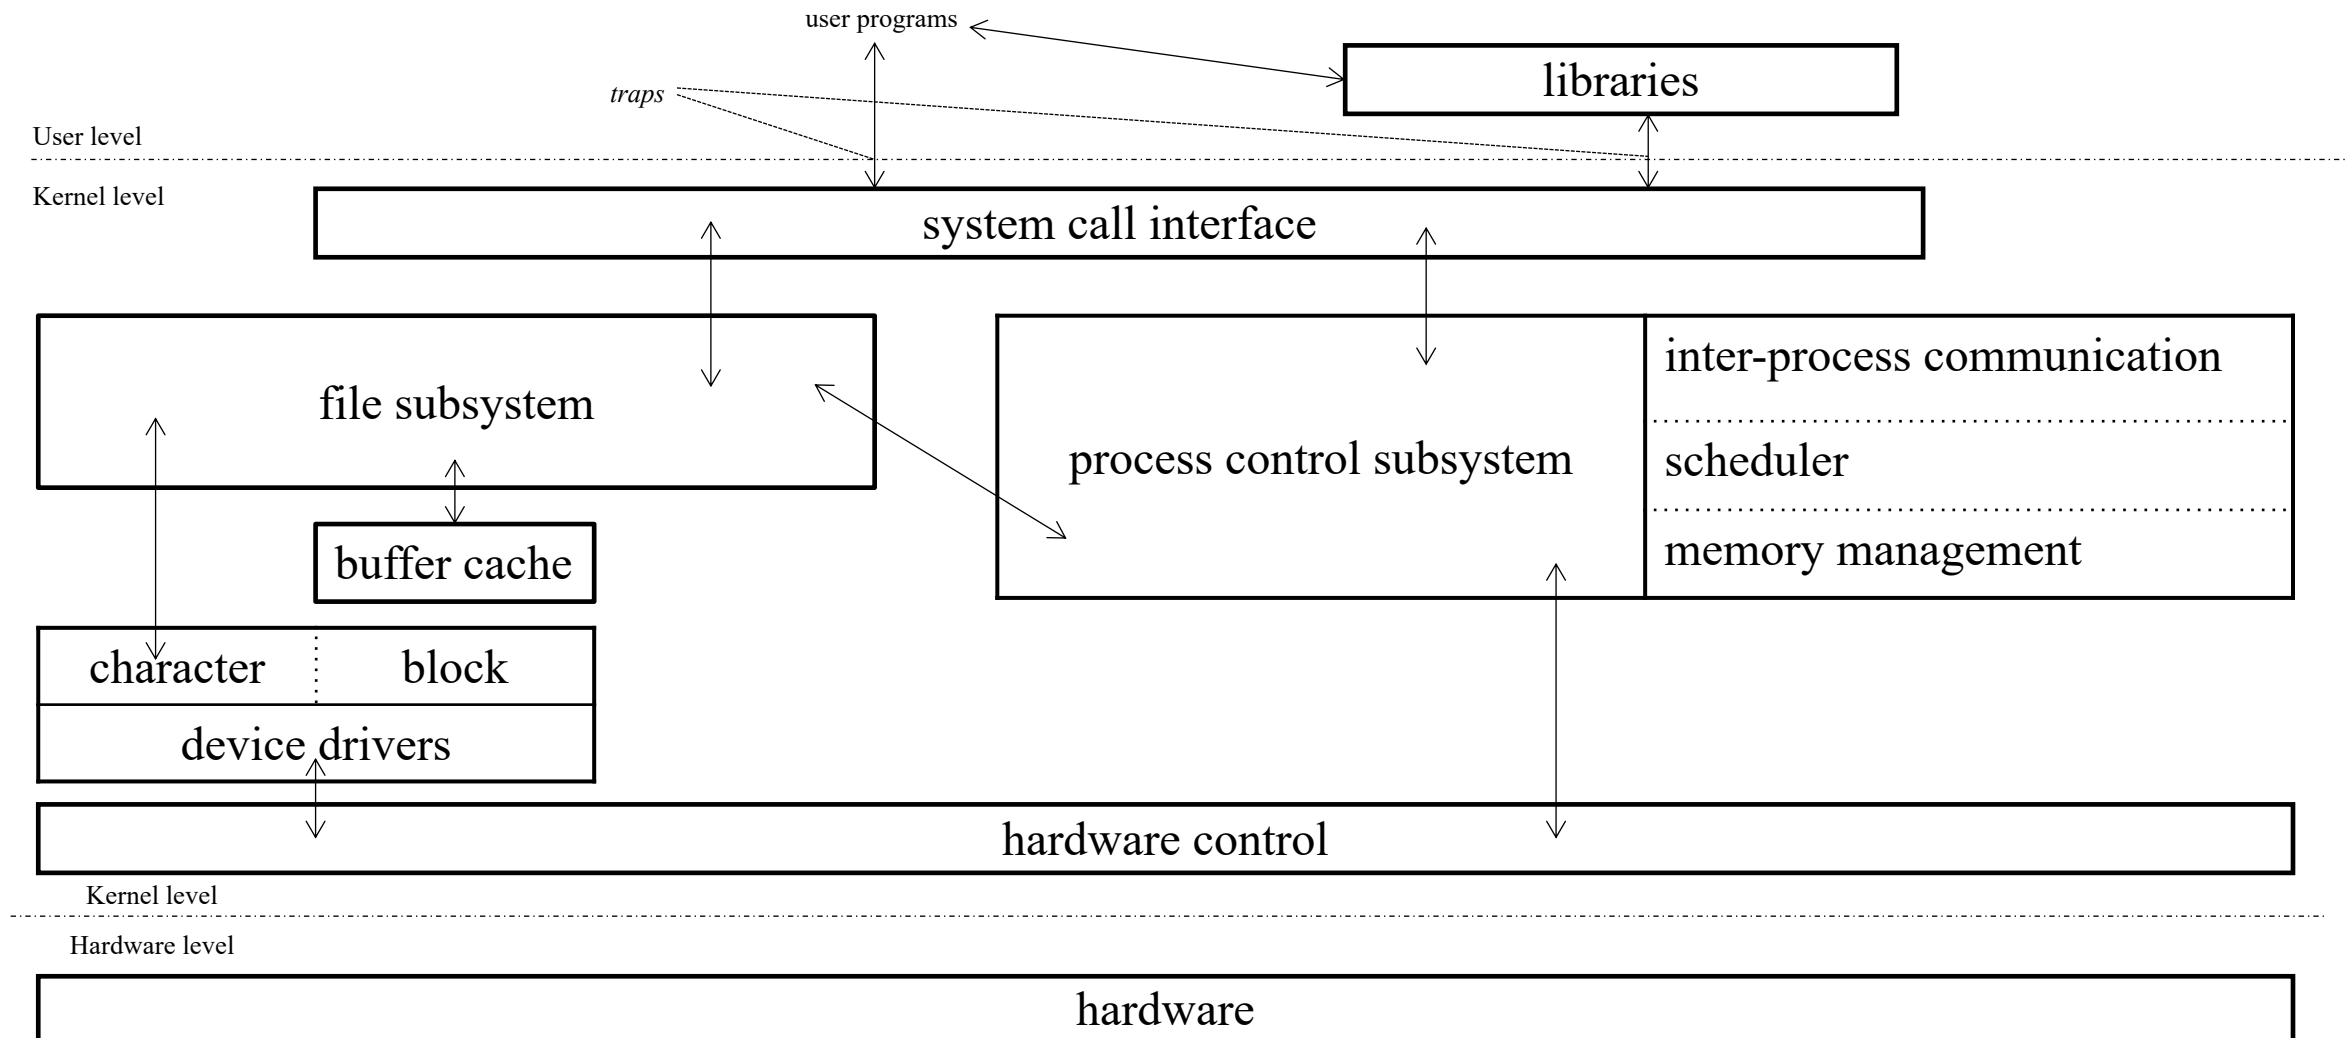 user programs
libraries
traps
User level
Kernel level
system call interface
file subsystem
process control subsystem
inter-process communication
scheduler
memory management
buffer cache
character
block
device drivers
hardware control
Kernel level
Hardware level
hardware